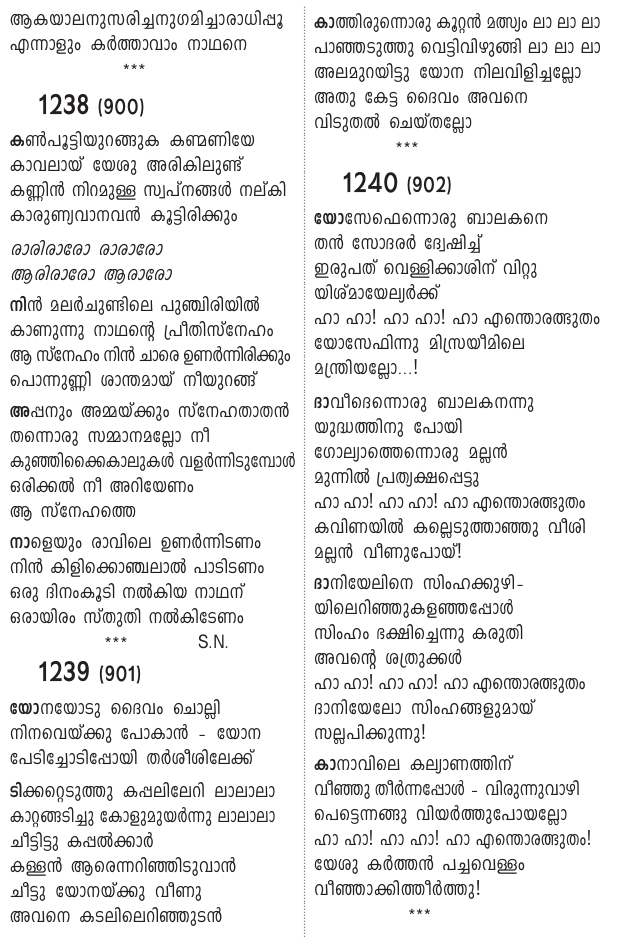 ആകയാലനുസരിച്ചനുഗമിച്ചാരാധിപ്പൂ
എന്നാളും കർത്താവാം നാഥനെ
***
1238 (900)
കൺപൂട്ടിയുറങ്ങുക കണ്മണിയേ
കാവലായ് യേശു അരികിലുണ്ട്
കണ്ണിൻ നിറമുള്ള സ്വപ്നങ്ങൾ നല്കി
കാരുണ്യവാനവൻ കൂട്ടിരിക്കും
രാരിരാരോ രാരാരോ
ആരിരാരോ ആരാരോ
നിൻ മലർചുണ്ടിലെ പുഞ്ചിരിയിൽ
കാണുന്നു നാഥന്റെ പ്രീതിസ്നേഹം
ആ സ്നേഹം നിൻ ചാരെ ഉണർന്നിരിക്കും
പൊന്നുണ്ണി ശാന്തമായ് നീയുറങ്ങ്
അപ്പനും അമ്മയ്ക്കും സ്നേഹതാതൻ
തന്നൊരു സമ്മാനമല്ലോ നീ
കുഞ്ഞിക്കൈകാലുകൾ വളർന്നിടുമ്പോൾ
ഒരിക്കൽ നീ അറിയേണം
ആ സ്നേഹത്തെ
നാളെയും രാവിലെ ഉണർന്നിടണം
നിൻ കിളിക്കൊഞ്ചലാൽ പാടിടണം
ഒരു ദിനംകൂടി നൽകിയ നാഥന്
ഒരായിരം സ്തുതി നൽകിടേണം
*** S.N.
1239 (901)
യോനയോടു ദൈവം ചൊല്ലി
നിനവെയ്ക്കു പോകാൻ - യോന
പേടിച്ചോടിപ്പോയി തർശീശിലേക്ക്
ടിക്കറ്റെടുത്തു കപ്പലിലേറി ലാലാലാ
കാറ്റങ്ങടിച്ചു കോളുമുയർന്നു ലാലാലാ
ചീട്ടിട്ടു കപ്പൽക്കാർ
കള്ളൻ ആരെന്നറിഞ്ഞിടുവാൻ
ചീട്ടു യോനയ്ക്കു വീണു
അവനെ കടലിലെറിഞ്ഞുടൻ
കാത്തിരുന്നൊരു കൂറ്റൻ മത്സ്യം ലാ ലാ ലാ
പാഞ്ഞടുത്തു വെട്ടിവിഴുങ്ങി ലാ ലാ ലാ
അലമുറയിട്ടു യോന നിലവിളിച്ചല്ലോ
അതു കേട്ട ദൈവം അവനെ
വിടുതൽ ചെയ്തല്ലോ
***
1240 (902)
യോസേഫെന്നൊരു ബാലകനെ
തൻ സോദരർ ദ്വേഷിച്ച്
ഇരുപത് വെള്ളിക്കാശിന് വിറ്റു
യിശ്മായേല്യർക്ക്
ഹാ ഹാ! ഹാ ഹാ! ഹാ എന്തൊരത്ഭുതം
യോസേഫിന്നു മിസ്രയീമിലെ
മന്ത്രിയല്ലോ...!
ദാവീദെന്നൊരു ബാലകനന്നു
യുദ്ധത്തിനു പോയി
ഗോല്യാത്തെന്നൊരു മല്ലൻ
മുന്നിൽ പ്രത്യക്ഷപ്പെട്ടു
ഹാ ഹാ! ഹാ ഹാ! ഹാ എന്തൊരത്ഭുതം
കവിണയിൽ കല്ലെടുത്താഞ്ഞു വീശി
മല്ലൻ വീണുപോയ്!
ദാനിയേലിനെ സിംഹക്കുഴി-
യിലെറിഞ്ഞുകളഞ്ഞപ്പോൾ
സിംഹം ഭക്ഷിച്ചെന്നു കരുതി
അവന്റെ ശത്രുക്കൾ
ഹാ ഹാ! ഹാ ഹാ! ഹാ എന്തൊരത്ഭുതം
ദാനിയേലോ സിംഹങ്ങളുമായ്
സല്ലപിക്കുന്നു!
കാനാവിലെ കല്യാണത്തിന്
വീഞ്ഞു തീർന്നപ്പോൾ - വിരുന്നുവാഴി
പെട്ടെന്നങ്ങു വിയർത്തുപോയല്ലോ
ഹാ ഹാ! ഹാ ഹാ! ഹാ എന്തൊരത്ഭുതം!
യേശു കർത്തൻ പച്ചവെള്ളം
വീഞ്ഞാക്കിത്തീർത്തു!
***